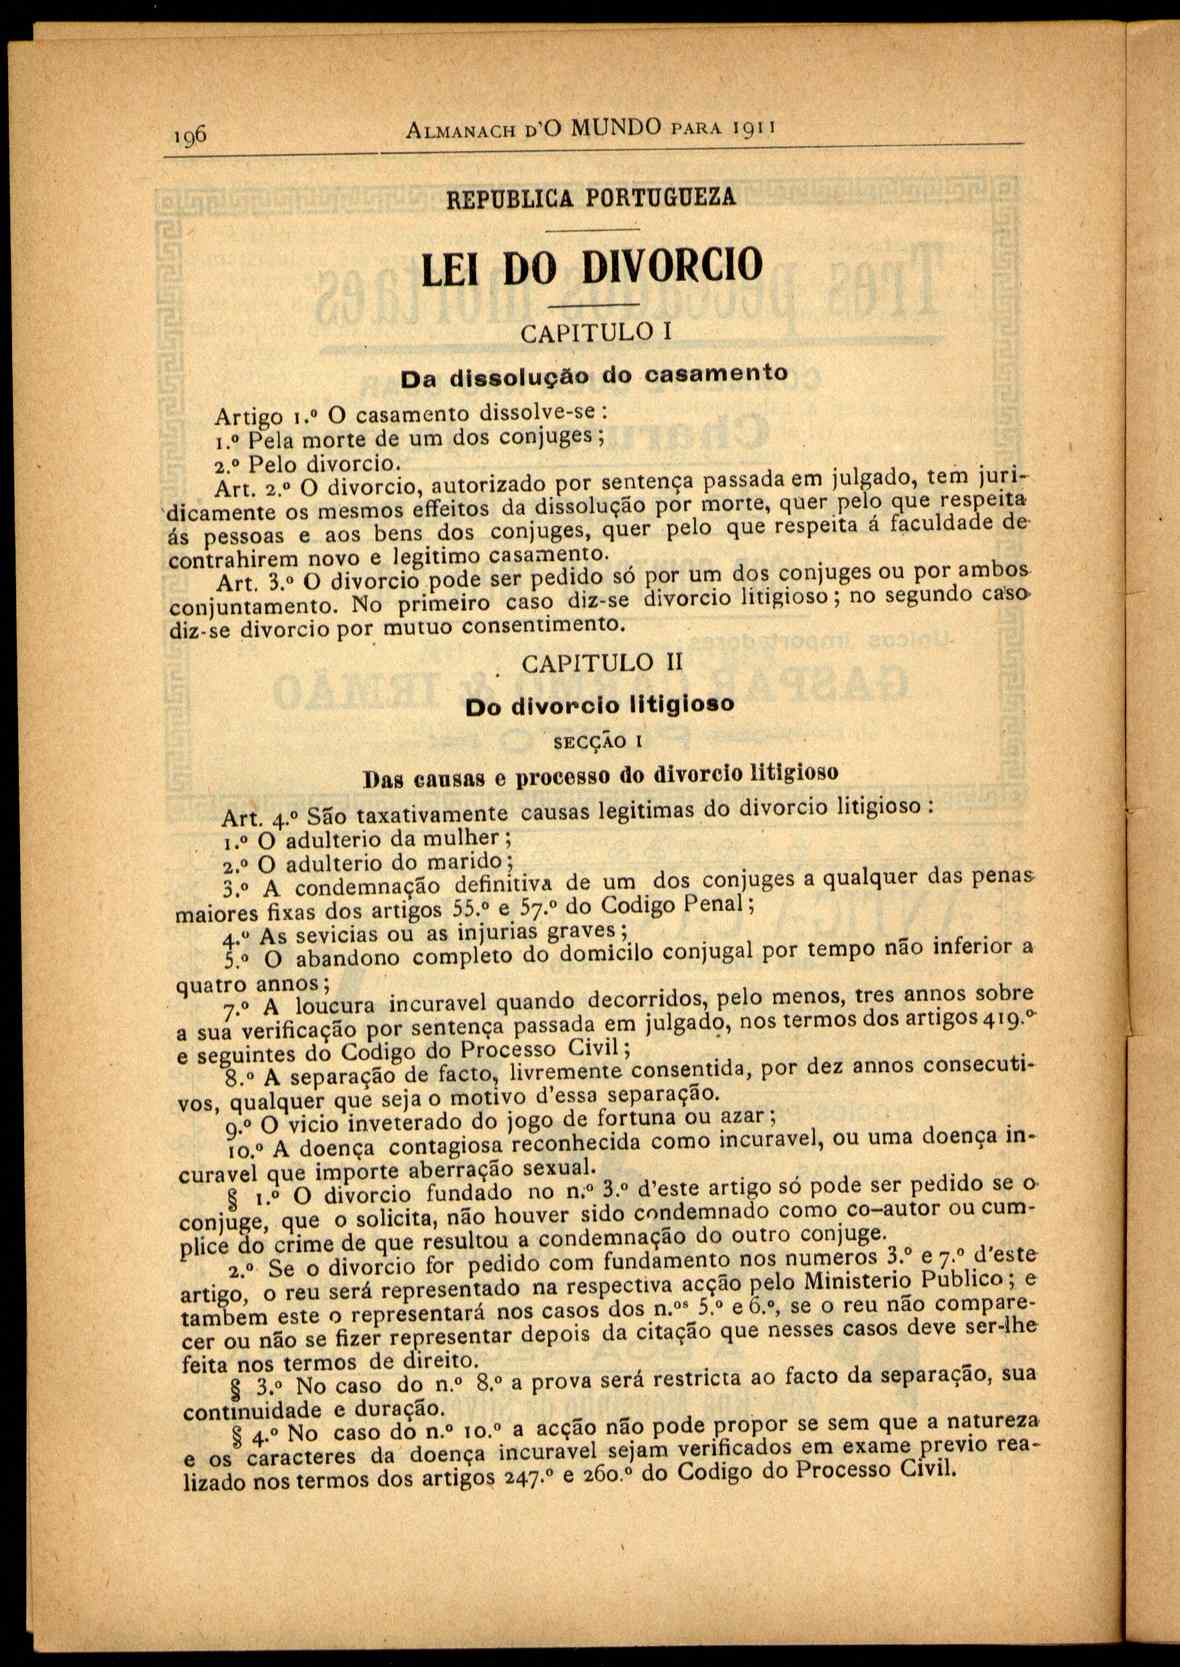 196
ALMANACH D'O MUNDO PARA 1911
REPUBLICA PORTUGUEZA
LEI DO DIVORCIO
CAPITULO I
Da dissolução do casamento
Artigo 1.º O casamento dissolve-se:
1.º Pela morte de um dos conjuges;
2.º Pelo divorcio.
Art. 2.º O divorcio, autorizado por sentença passada em julgado, tem juri-
dicamente os mesmos effeitos da dissolução por morte, quer pelo que respeita
ás pessoas e aos bens dos conjuges, quer pelo que respeita á faculdade de
contrahirem novo e legitimo casamento.
Art. 3.º O divorcio pode ser pedido só por um dos conjuges ou por ambos
conjuntamento. No primeiro caso diz-se divorcio litigioso; no segundo caso
diz-se divorcio por mutuo consentimento.
CAPITULO II
Do divorcio litigioso
SECÇÃO I
Das causas e processo do divorcio litigioso
Art. 4.º São taxativamente causas legitimas do divorcio litigioso:
1.º O adulterio da mulher;
2.º O adulterio do marido;
3.º A condemnação definitiva de um dos conjuges a qualquer das penas
maiores fixas dos artigos 55.º e 57.º do Codigo Penal;
4.º As sevicias ou as injurias graves;
5.º O abandono completo do domicilo conjugal por tempo não inferior a
quatro annos;
7.º A loucura incuravel quando decorridos, pelo menos, tres annos sobre
a sua verificação por sentença passada em julgado, nos termos dos artigos 419.º
e seguintes do Codigo do Processo Civil;
8.º A separação de facto, livremente consentida, por dez annos consecuti-
vos, qualquer que seja o motivo d'essa separação.
9.º O vicio inveterado do jogo de fortuna ou azar;
10.º A doença contagiosa reconhecida como incuravel, ou uma doença in-
curavel que importe aberração sexual.
§ 1.º O divorcio fundado no n.º 3.º d'este artigo só pode ser pedido se o
conjuge, que o solicita, não houver sido condemnado como co-autor ou cum-
plice do crime de que resultou a condemnação do outro conjuge.
2.º Se o divorcio for pedido com fundamento nos numeros 3.º e 7.º d'este
artigo, o reu será representado na respectiva acção pelo Ministerio Publico; e
tambem este o representará nos casos dos n.ºs 5.º e 6.º, se o reu não compare-
cer ou não se fizer representar depois da citação que nesses casos deve ser-lhe
feita nos termos de direito.
§ 3.º No caso do n.º 8.º a prova será restricta ao facto da separação, sua
continuidade e duração.
§ 4.º No caso do n.º 10.º a acção não pode propor se sem que a natureza
e os caracteres da doença incuravel sejam verificados em exame previo rea-
lizado nos termos dos artigos 247.º e 260.º do Codigo do Processo Civil.